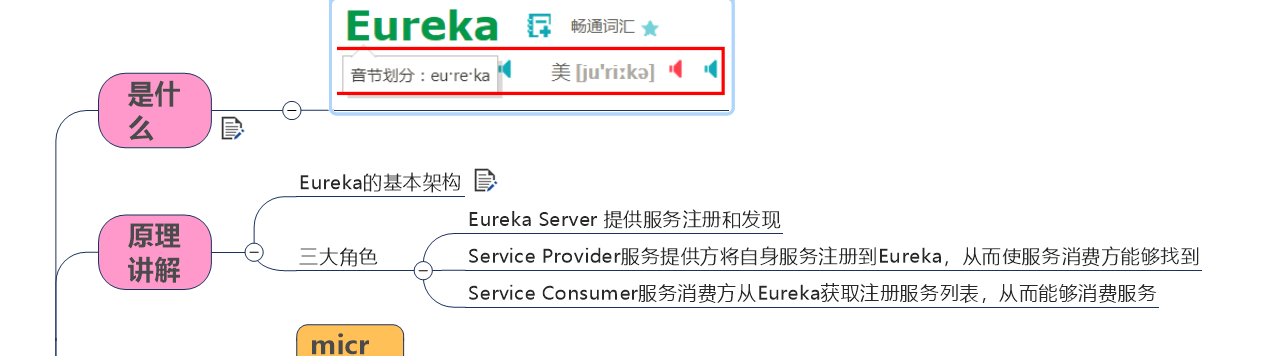 Eureka 畅通词汇
音节划分：eu·re·ka 美 [ju'ri:kə]
是什
么
Eureka的基本架构
原理
讲解
三大角色
Eureka Server 提供服务注册和发现
Service Provider服务提供方将自身服务注册到Eureka，从而使服务消费方能够找到
Service Consumer服务消费方从Eureka获取注册服务列表，从而能够消费服务
micr